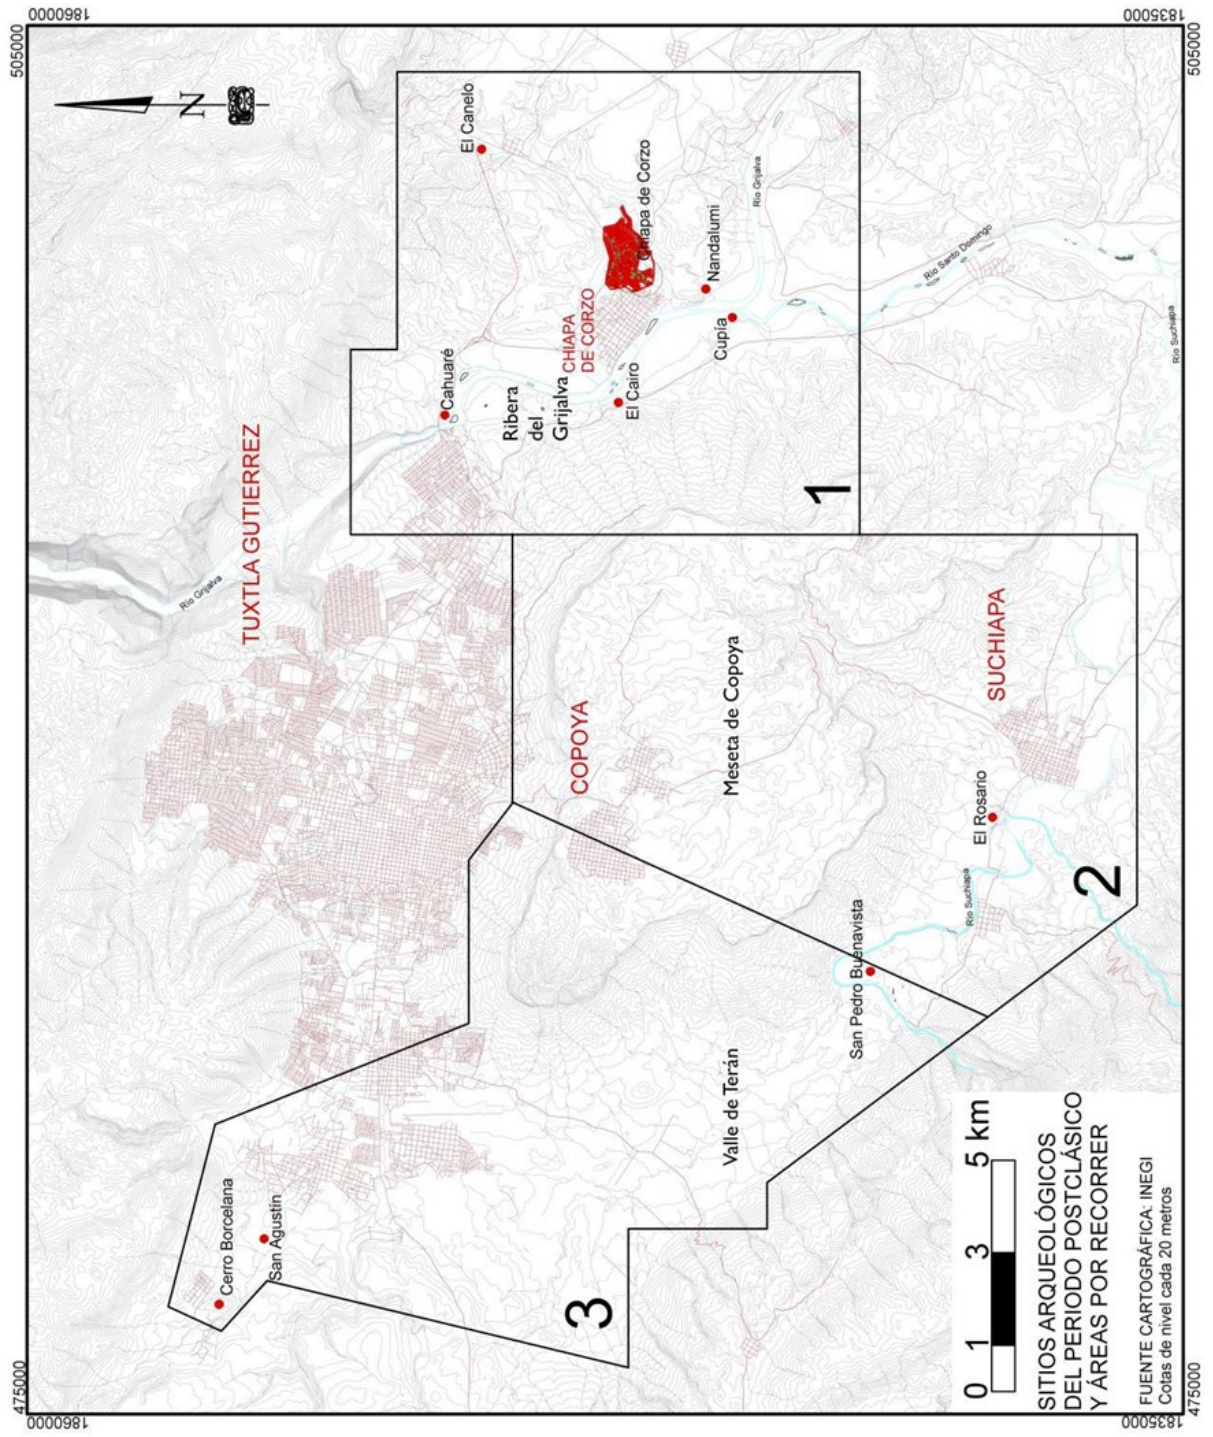 1860000
1835000
505000
505000
N
El Canelo
Chiapa de Corzo
Nandalumi
Río Grijalva
Río Santo Domingo
Río Suchiapa
CHIAPA
DE CORZO
Cupía
Cahuaré
Ribera
del
Grijalva
El Cairo
TUXTLA GUTIERREZ
Río Grijalva
1
COPOYA
Meseta de Copoya
SUCHIAPA
El Rosario
Río Suchiapa
2
San Pedro Buenavista
Valle de Terán
Cerro Borcelana
San Agustín
3
0 1 3 5 km
SITIOS ARQUEOLÓGICOS
DEL PERIODO POSTCLÁSICO
Y ÁREAS POR RECORRER
FUENTE CARTOGRÁFICA: INEGI
Cotas de nivel cada 20 metros
475000
475000
1860000
1835000